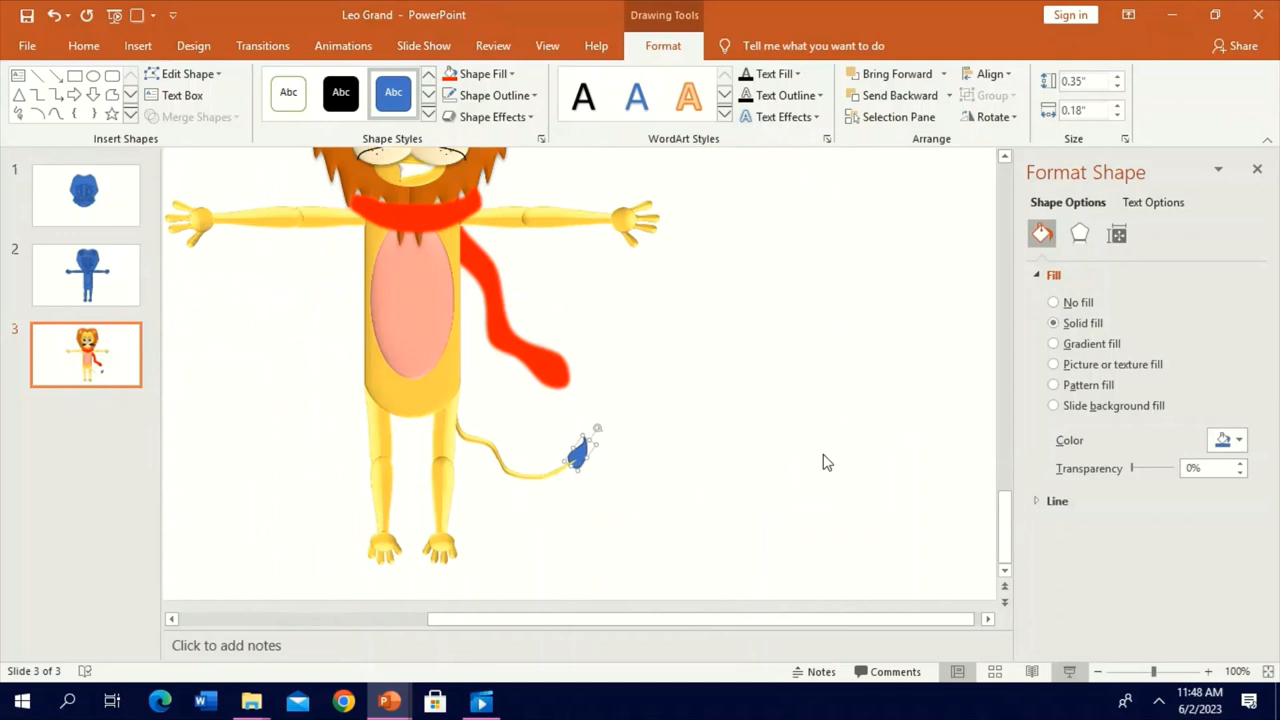 Leo Grand - PowerPoint
Drawing Tools
Sign in
File
Home
Insert
Design
Transitions
Animations
Slide Show
Review
View
Help
Format
Tell me what you want to do
Share
Edit Shape
Text Box
Merge Shapes
Insert Shapes
Abc
Abc
Abc
Shape Fill
Shape Outline
Shape Effects
Shape Styles
A
A
A
Text Fill
Text Outline
Text Effects
WordArt Styles
Bring Forward
Send Backward
Selection Pane
Align
Group
Rotate
Arrange
0.35"
0.18"
Size
1
2
3
Format Shape
Shape Options
Text Options
Fill
No fill
Solid fill
Gradient fill
Picture or texture fill
Pattern fill
Slide background fill
Color
Transparency
0%
Line
Click to add notes
Slide 3 of 3
Notes
Comments
100%
11:48 AM
6/2/2023